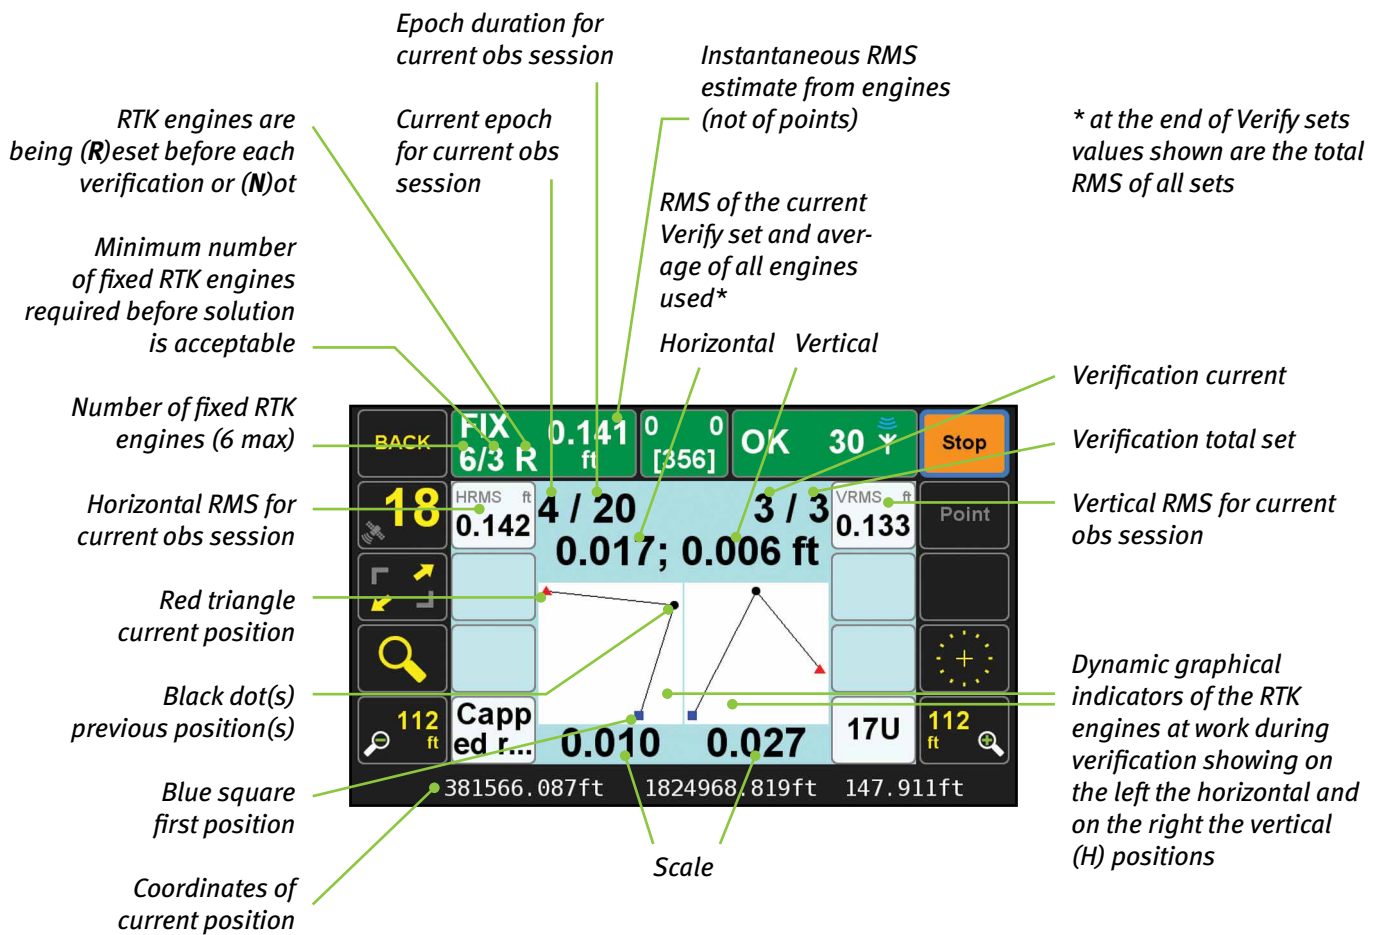 Epoch duration for
current obs session
Instantaneous RMS
estimate from engines
(not of points)
RTK engines are
being (R)eset before each
verification or (N)ot
Current epoch
for current obs
session
* at the end of Verify sets
values shown are the total
RMS of all sets
RMS of the current
Verify set and aver-
age of all engines
used*
Minimum number
of fixed RTK engines
required before solution
is acceptable
Horizontal Vertical
Number of fixed RTK
engines (6 max)
Verification current
Verification total set
Horizontal RMS for
current obs session
Vertical RMS for current
obs session
Red triangle
current position
Black dot(s)
previous position(s)
Blue square
first position
Coordinates of
current position
Dynamic graphical
indicators of the RTK
engines at work during
verification showing on
the left the horizontal and
on the right the vertical
(H) positions
Scale
BACK
FIX 0.141
6/3 R ft
0 0
[356]
OK 30
Stop
18
HRMS ft
0.142
4 / 20
3 / 3
VRMS ft
0.133
Point
0.017; 0.006 ft
112
ft
Capp
ed r...
0.010 0.027
17U
112
ft
381566.087ft 1824968.819ft 147.911ft